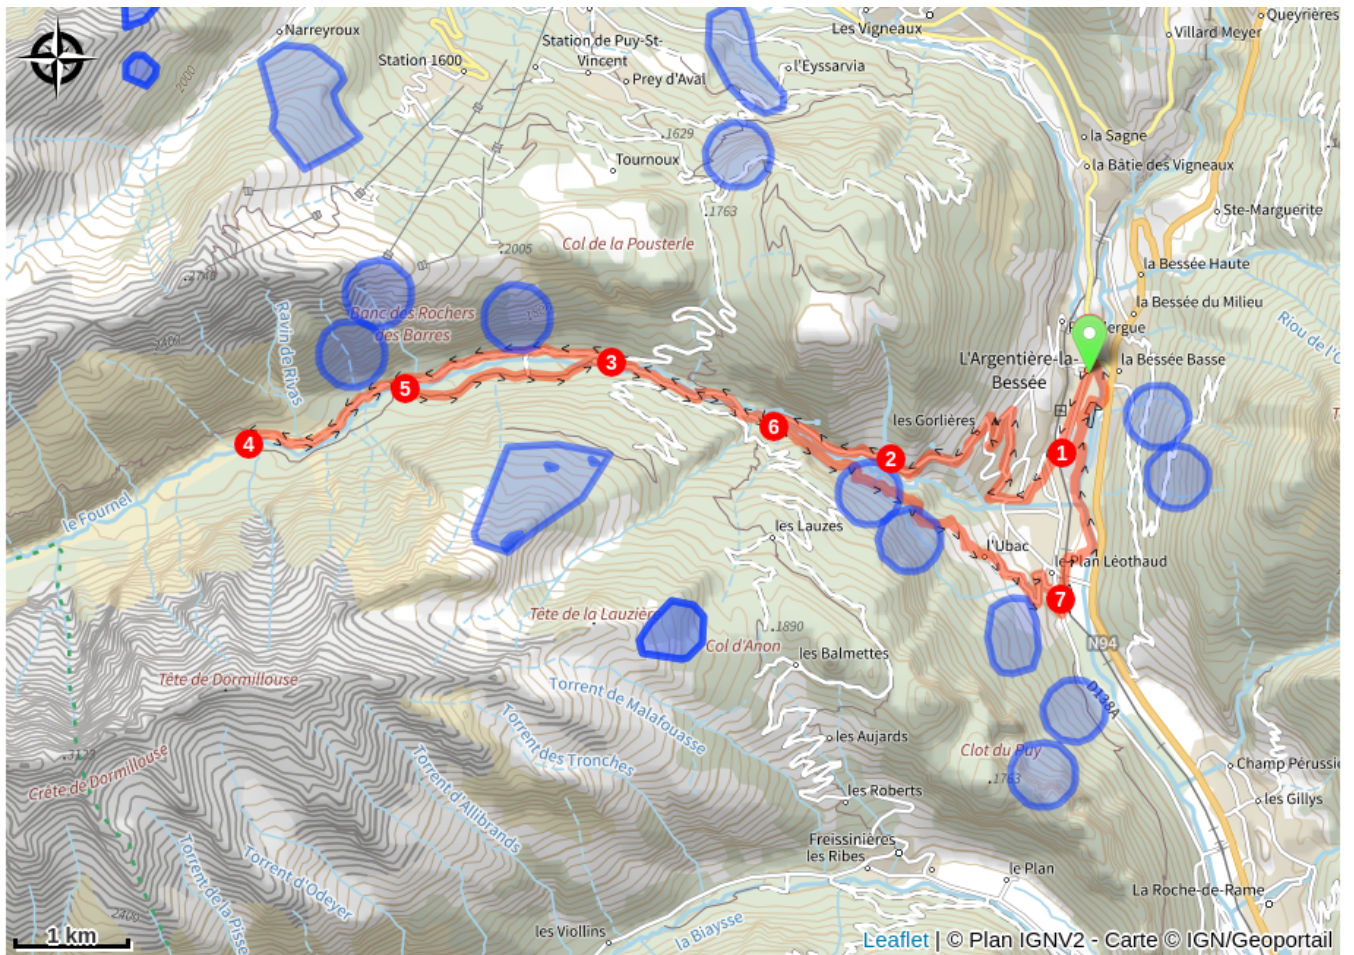 Narreyroux
2000
Station 1600
Station de Puy-St-
Vincent
Prey d'Aval
Les Vigneaux
l'Eyssarvia
Queyrières
Villard Meyer
1629
la Sagne
Tournoux
la Bâtie des Vigneaux
1763
Ste-Marguerite
Col de la Pousterle
2005
la Bessée Haute
la Bessée du Milieu
Ravin de Rivas
Banc des Rochers
des Barres
2400
L'Argentière-la-
Bessée
la Bessée Basse
3
5
les Gorlières
6
4
2
1
le Fournel
les Lauzes
l'Ubac
le Plan Léothaud
7
Tête de la Lauzière
1890
Col d'Anon
N94
les Balmettes
Tête de Dormillouse
Torrent de Malafouasse
D138A
Torrent des Tronches
les Aujards
Clot du Puy
1763
3122
Crête de Dormillouse
Torrent d'Allibrands
les Roberts
les Gillys
Freissinières
les Ribes
le Plan
Torrent d'Odeyer
Torrent de la Pisse
La Roche-de-Rame
2400
les Viollins
la Biaysse
1 km
Leaflet | © Plan IGNV2 - Carte © IGN/Geoportail